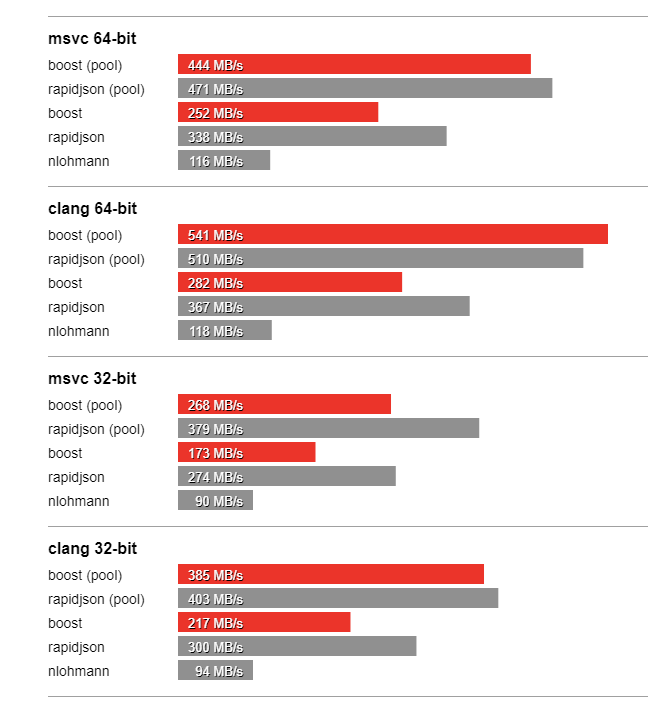 msvc 64-bit
boost (pool) 444 MB/s
rapidjson (pool) 471 MB/s
boost 252 MB/s
rapidjson 338 MB/s
nlohmann 116 MB/s
clang 64-bit
boost (pool) 541 MB/s
rapidjson (pool) 510 MB/s
boost 282 MB/s
rapidjson 367 MB/s
nlohmann 118 MB/s
msvc 32-bit
boost (pool) 268 MB/s
rapidjson (pool) 379 MB/s
boost 173 MB/s
rapidjson 274 MB/s
nlohmann 90 MB/s
clang 32-bit
boost (pool) 385 MB/s
rapidjson (pool) 403 MB/s
boost 217 MB/s
rapidjson 300 MB/s
nlohmann 94 MB/s